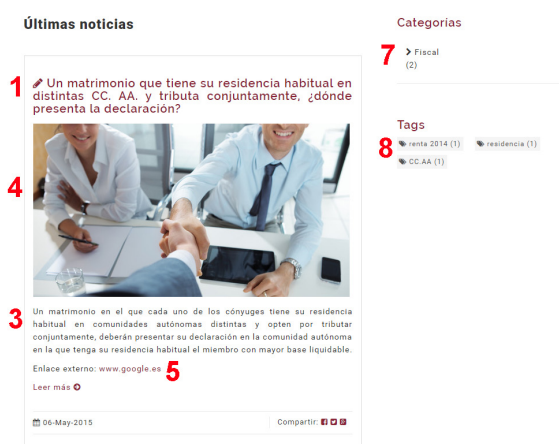 Últimas noticias
1 Un matrimonio que tiene su residencia habitual en
distintas CC. AA. y tributa conjuntamente, ¿dónde
presenta la declaración?
4
3 Un matrimonio en el que cada uno de los cónyuges tiene su residencia
habitual en comunidades autónomas distintas y opten por tributar
conjuntamente, deberán presentar su declaración en la comunidad autónoma
en la que tenga su residencia habitual el miembro con mayor base liquidable.
Enlace externo: www.google.es 5
Leer más
06-May-2015 Compartir:
Categorías
7 Fiscal
(2)
Tags
8 renta 2014 (1) residencia (1)
CC.AA (1)